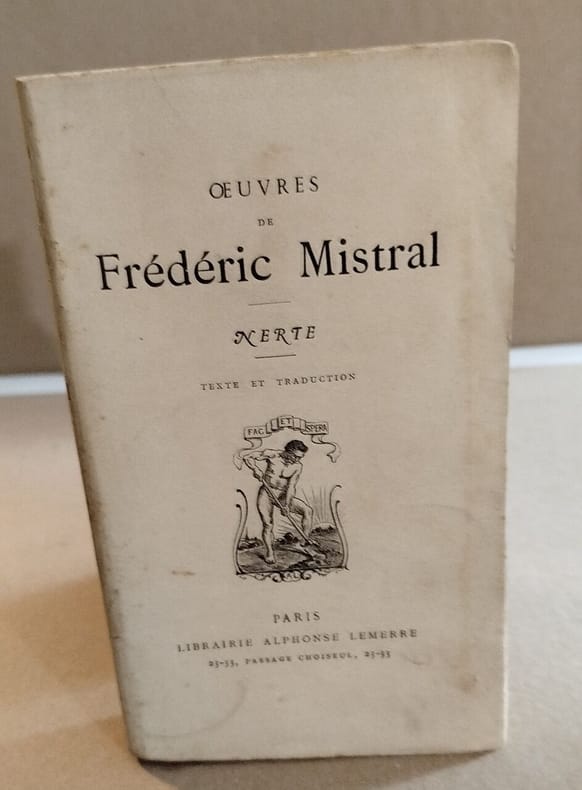 ŒUVRES
DE
Frédéric Mistral
NERTE
TEXTE ET TRADUCTION
FAC ET SPERA
AL
PARIS
LIBRAIRIE ALPHONSE LEMERRE
23-33, PASSAGE CHOISEUL, 23-33